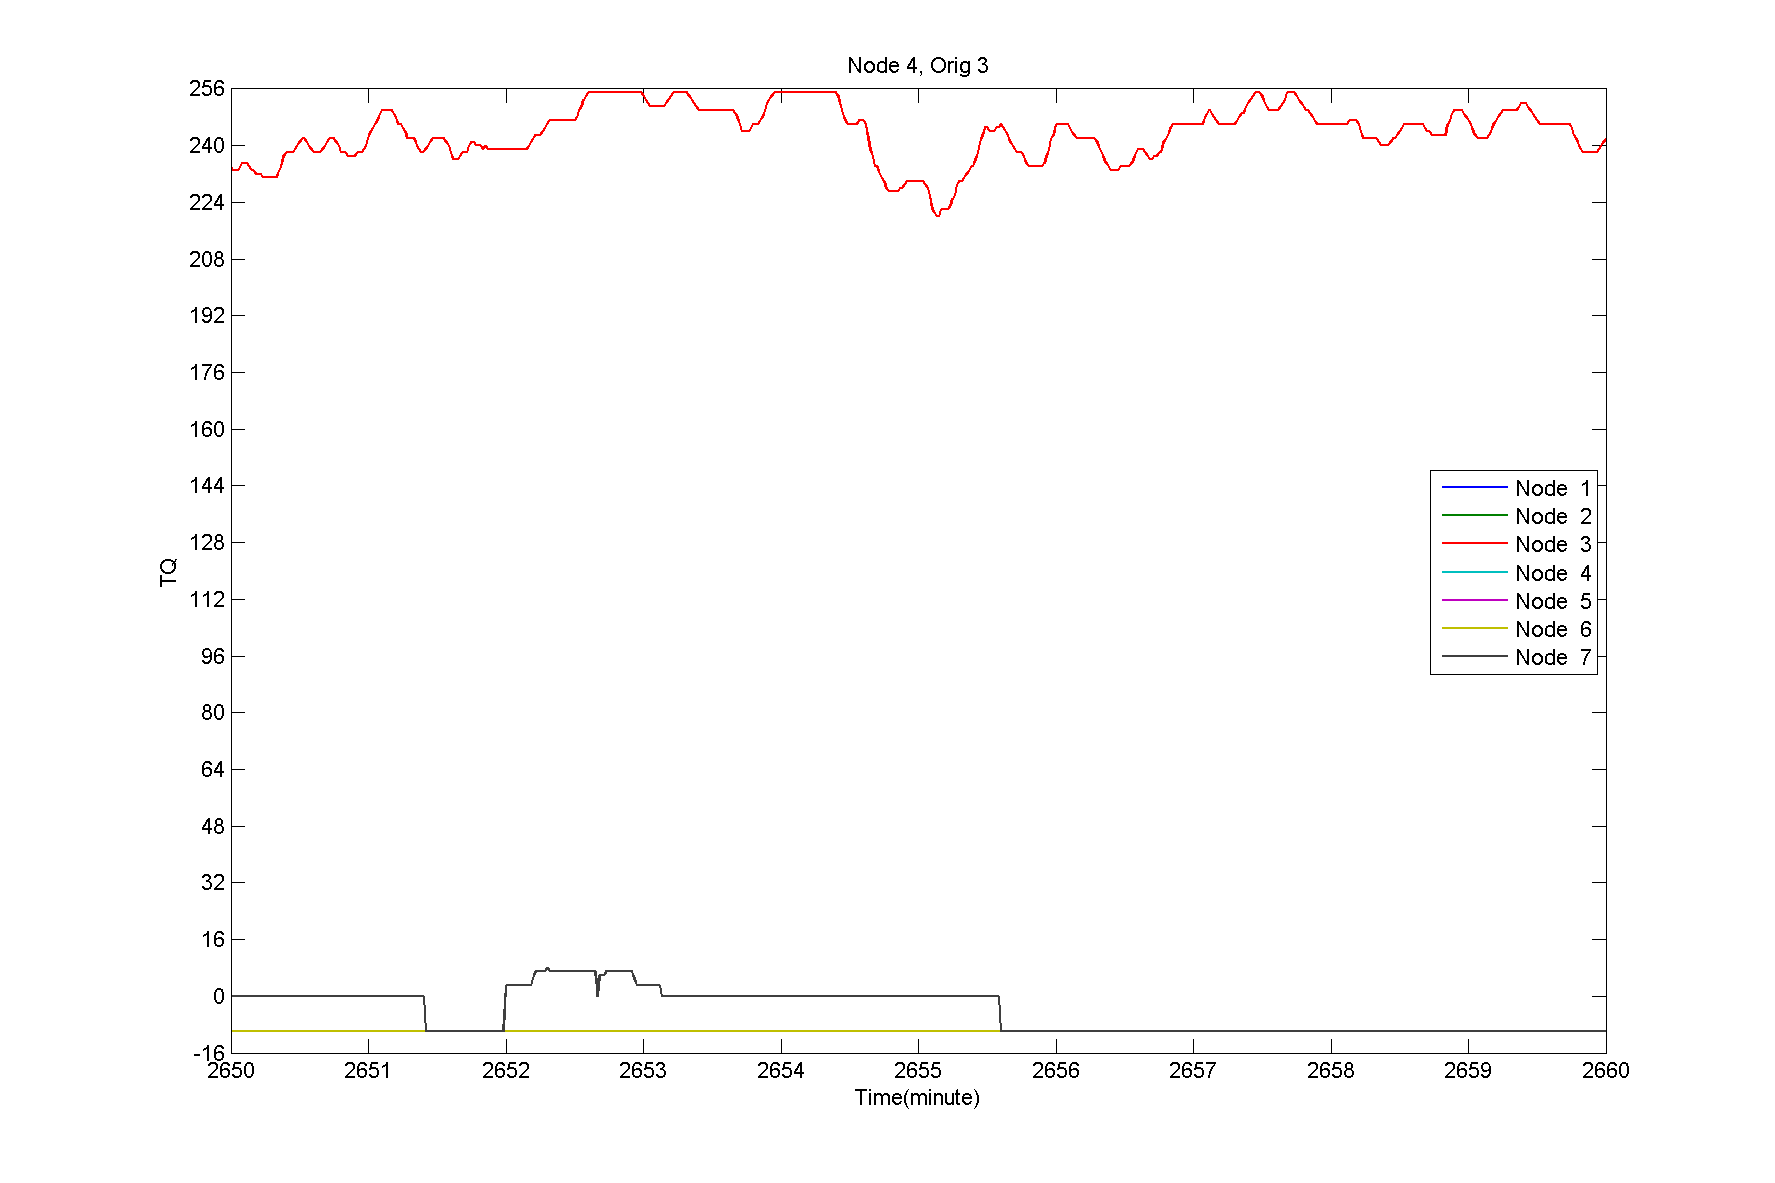 Node 4, Orig 3
256
240
224
208
192
176
160
144
128
112
96
80
64
48
32
16
0
-16
TQ
Node 1
Node 2
Node 3
Node 4
Node 5
Node 6
Node 7
2650 2651 2652 2653 2654 2655 2656 2657 2658 2659 2660
Time(minute)